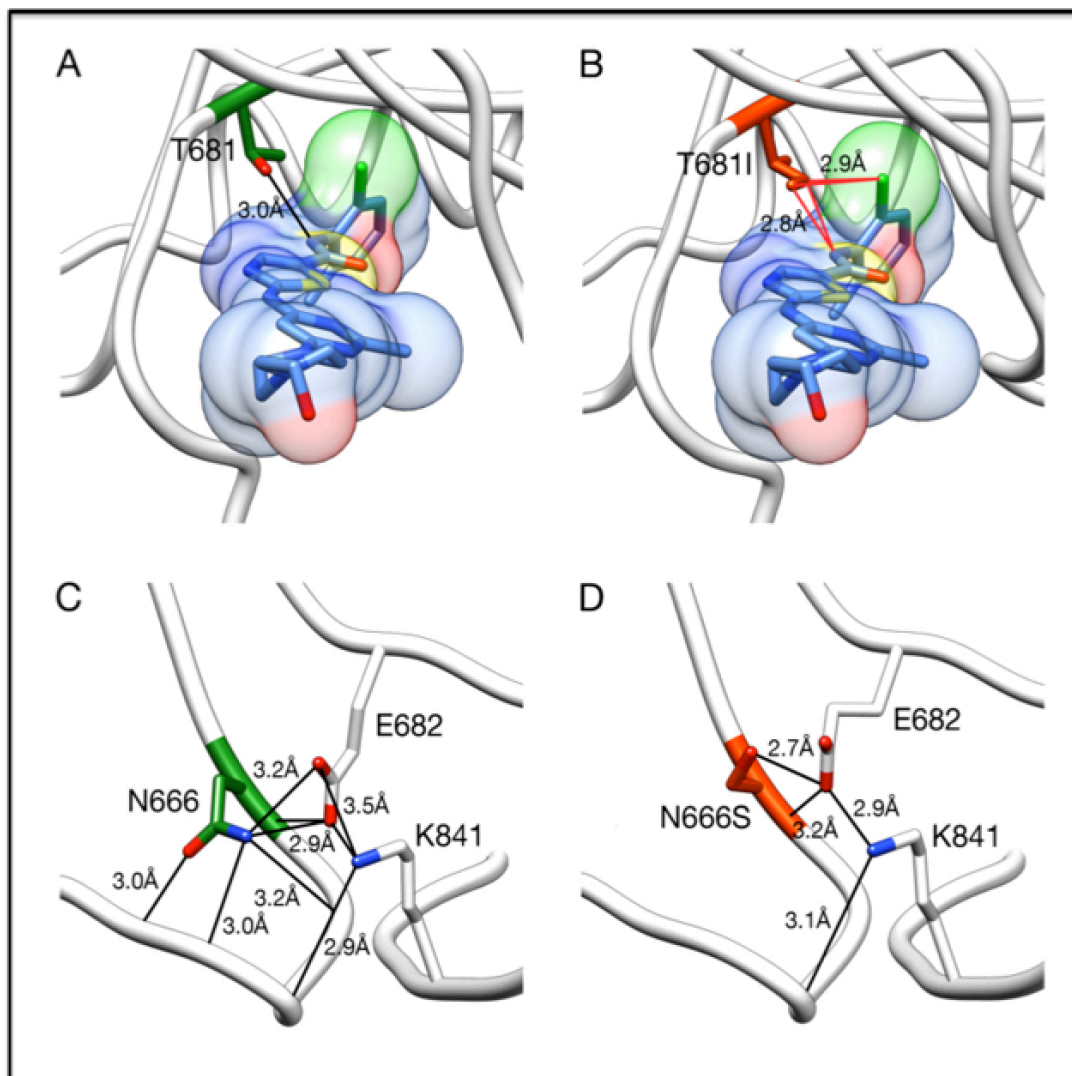 A
B
T681
3.0Å
T681I
2.9Å
2.8Å
C
D
E682
3.2Å
N666
3.5Å
2.9Å
K841
3.0Å
3.2Å
3.0Å
2.9Å
E682
2.7Å
N666S
2.9Å
3.2Å
K841
3.1Å